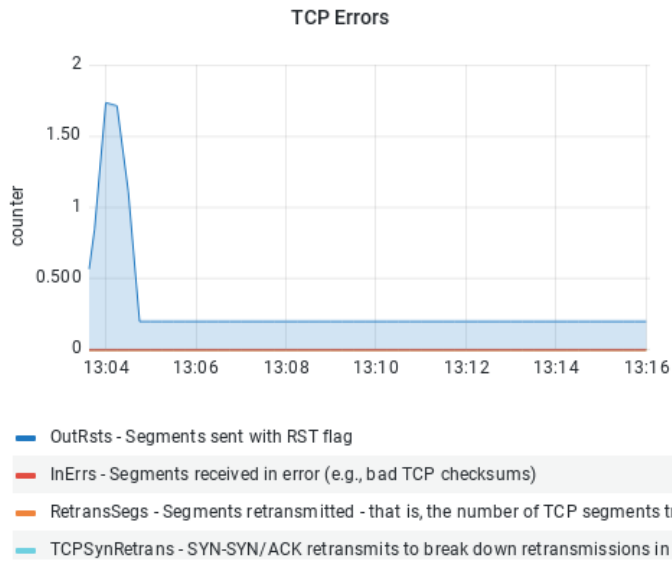 TCP Errors
2
1.50
1
0.500
0
counter
13:04 13:06 13:08 13:10 13:12 13:14 13:16
OutRsts - Segments sent with RST flag
InErrs - Segments received in error (e.g., bad TCP checksums)
RetransSegs - Segments retransmitted - that is, the number of TCP segments
TCPSynRetrans - SYN-SYN/ACK retransmits to break down retransmissions in